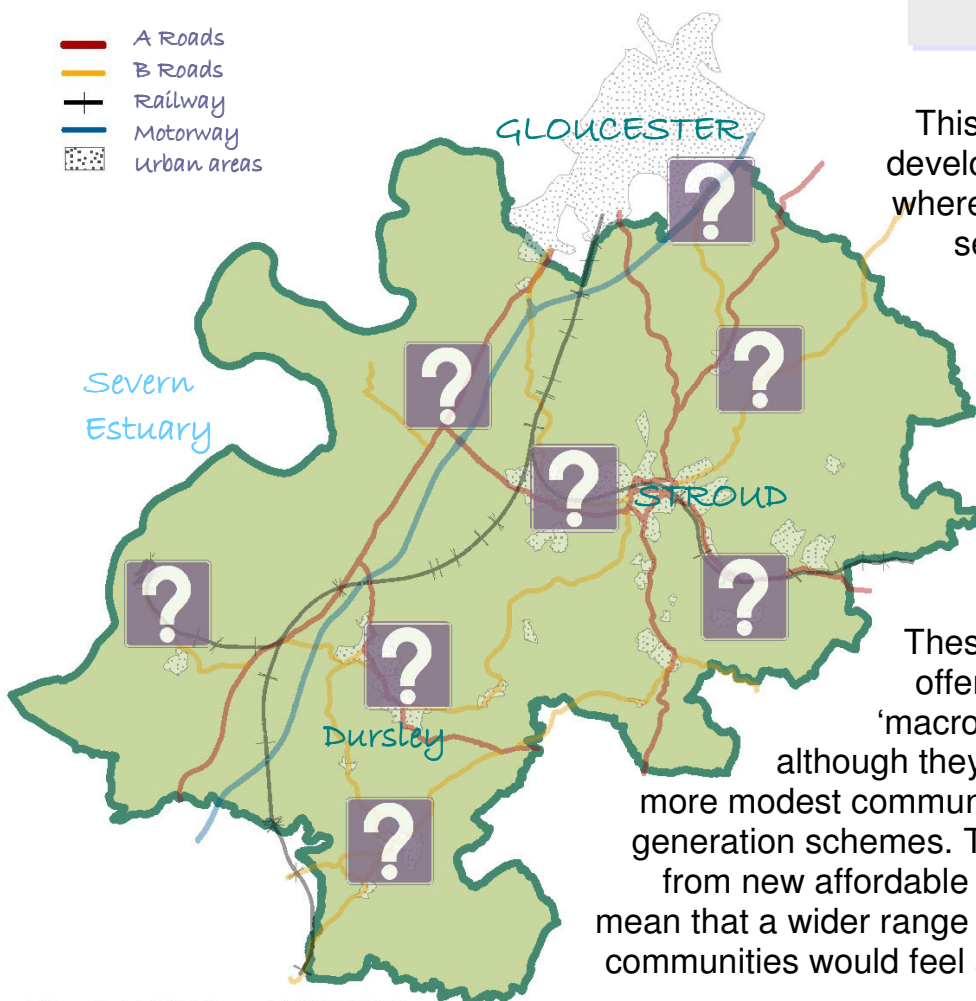 A Roads
B Roads
Railway
Motorway
Urban areas
GLOUCESTER
This
develo
where
se
?
?
?
Severn
Estuary
?
STROUD
?
?
?
Dursley
?
Thes
offer
‘macro
although they
more modest commun
generation schemes. T
from new affordable
mean that a wider range
communities would feel